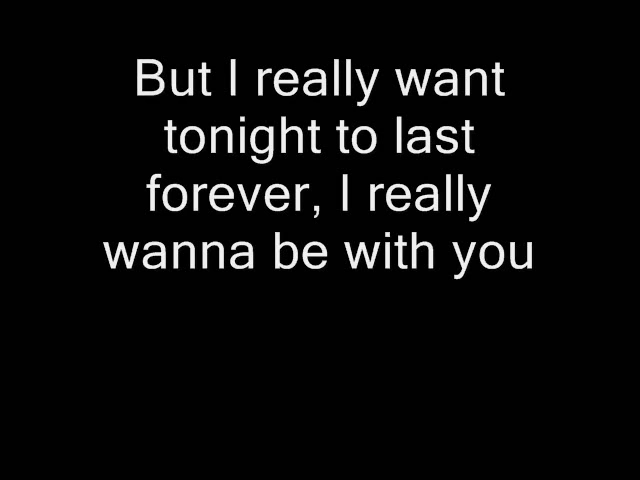 But I really want
tonight to last
forever, I really
wanna be with you